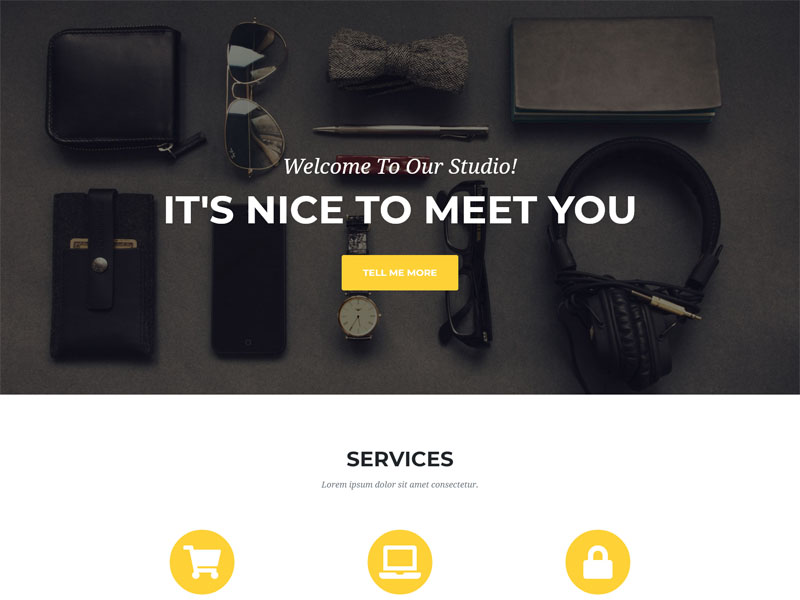 Welcome To Our Studio!
IT'S NICE TO MEET YOU
TELL ME MORE
SERVICES
Lorem ipsum dolor sit amet consectetur.